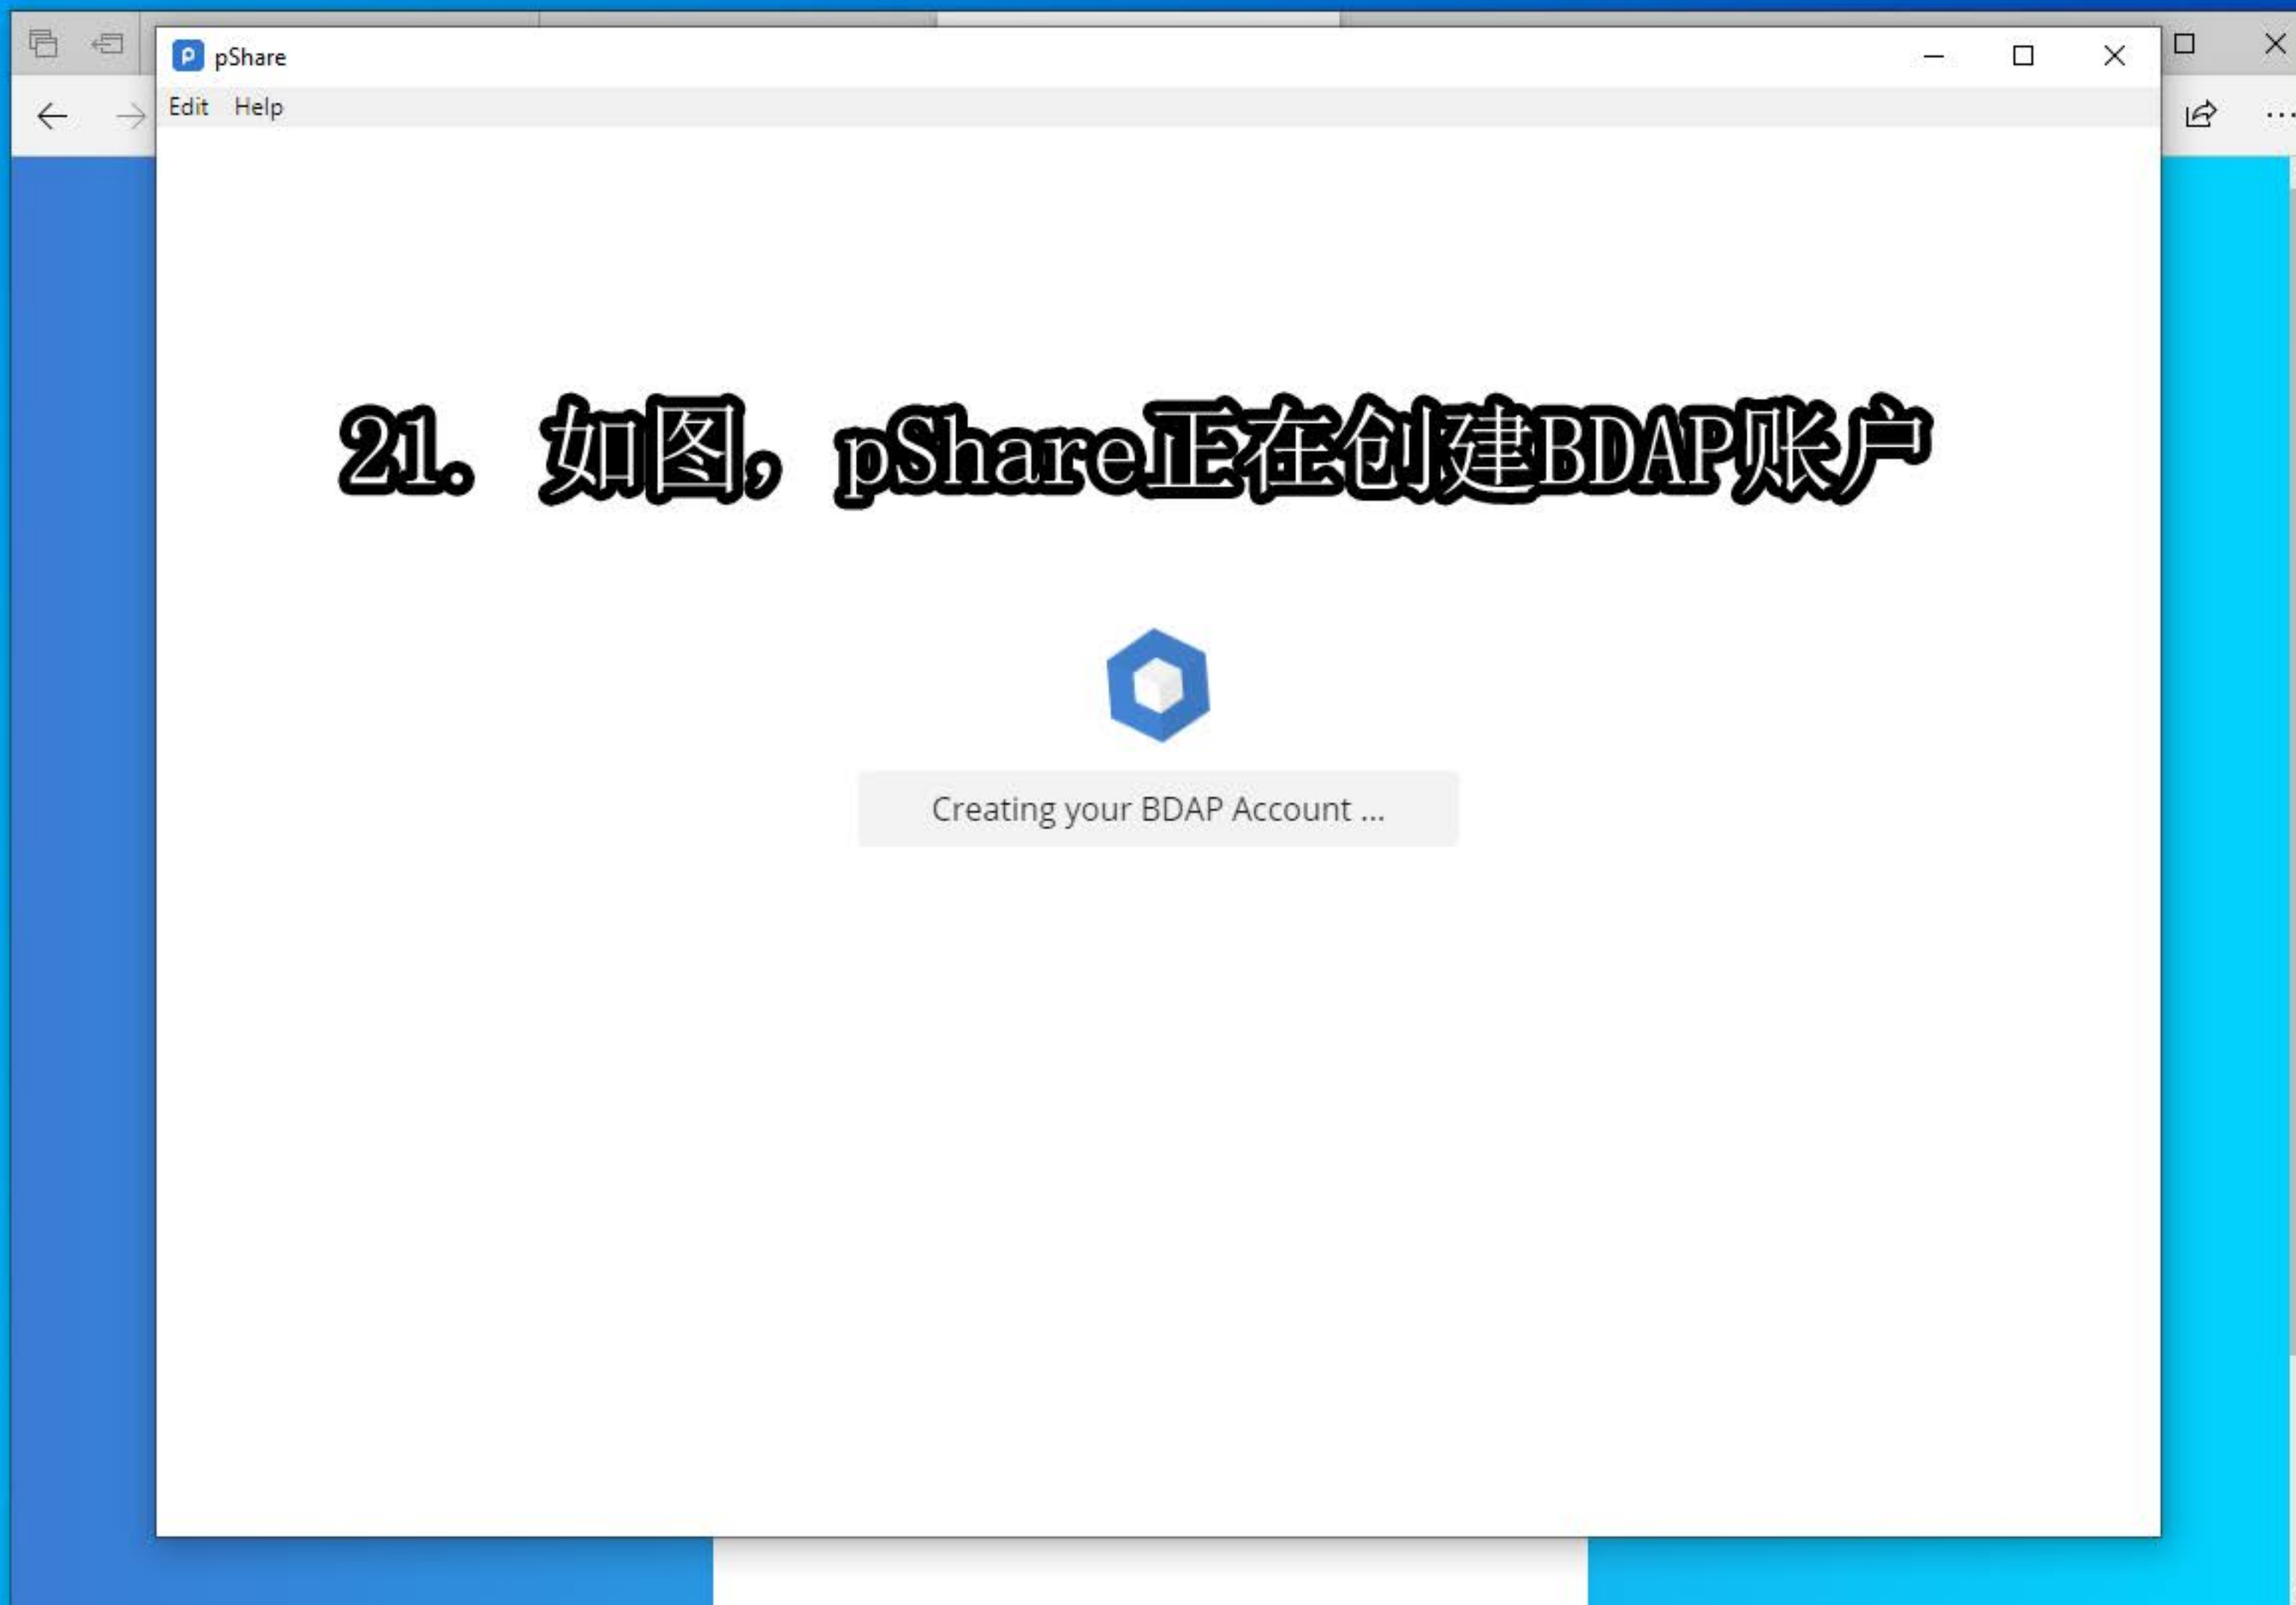 pShare
Edit Help
21. 如图，pShare正在创建BDAP账户
Creating your BDAP Account ...